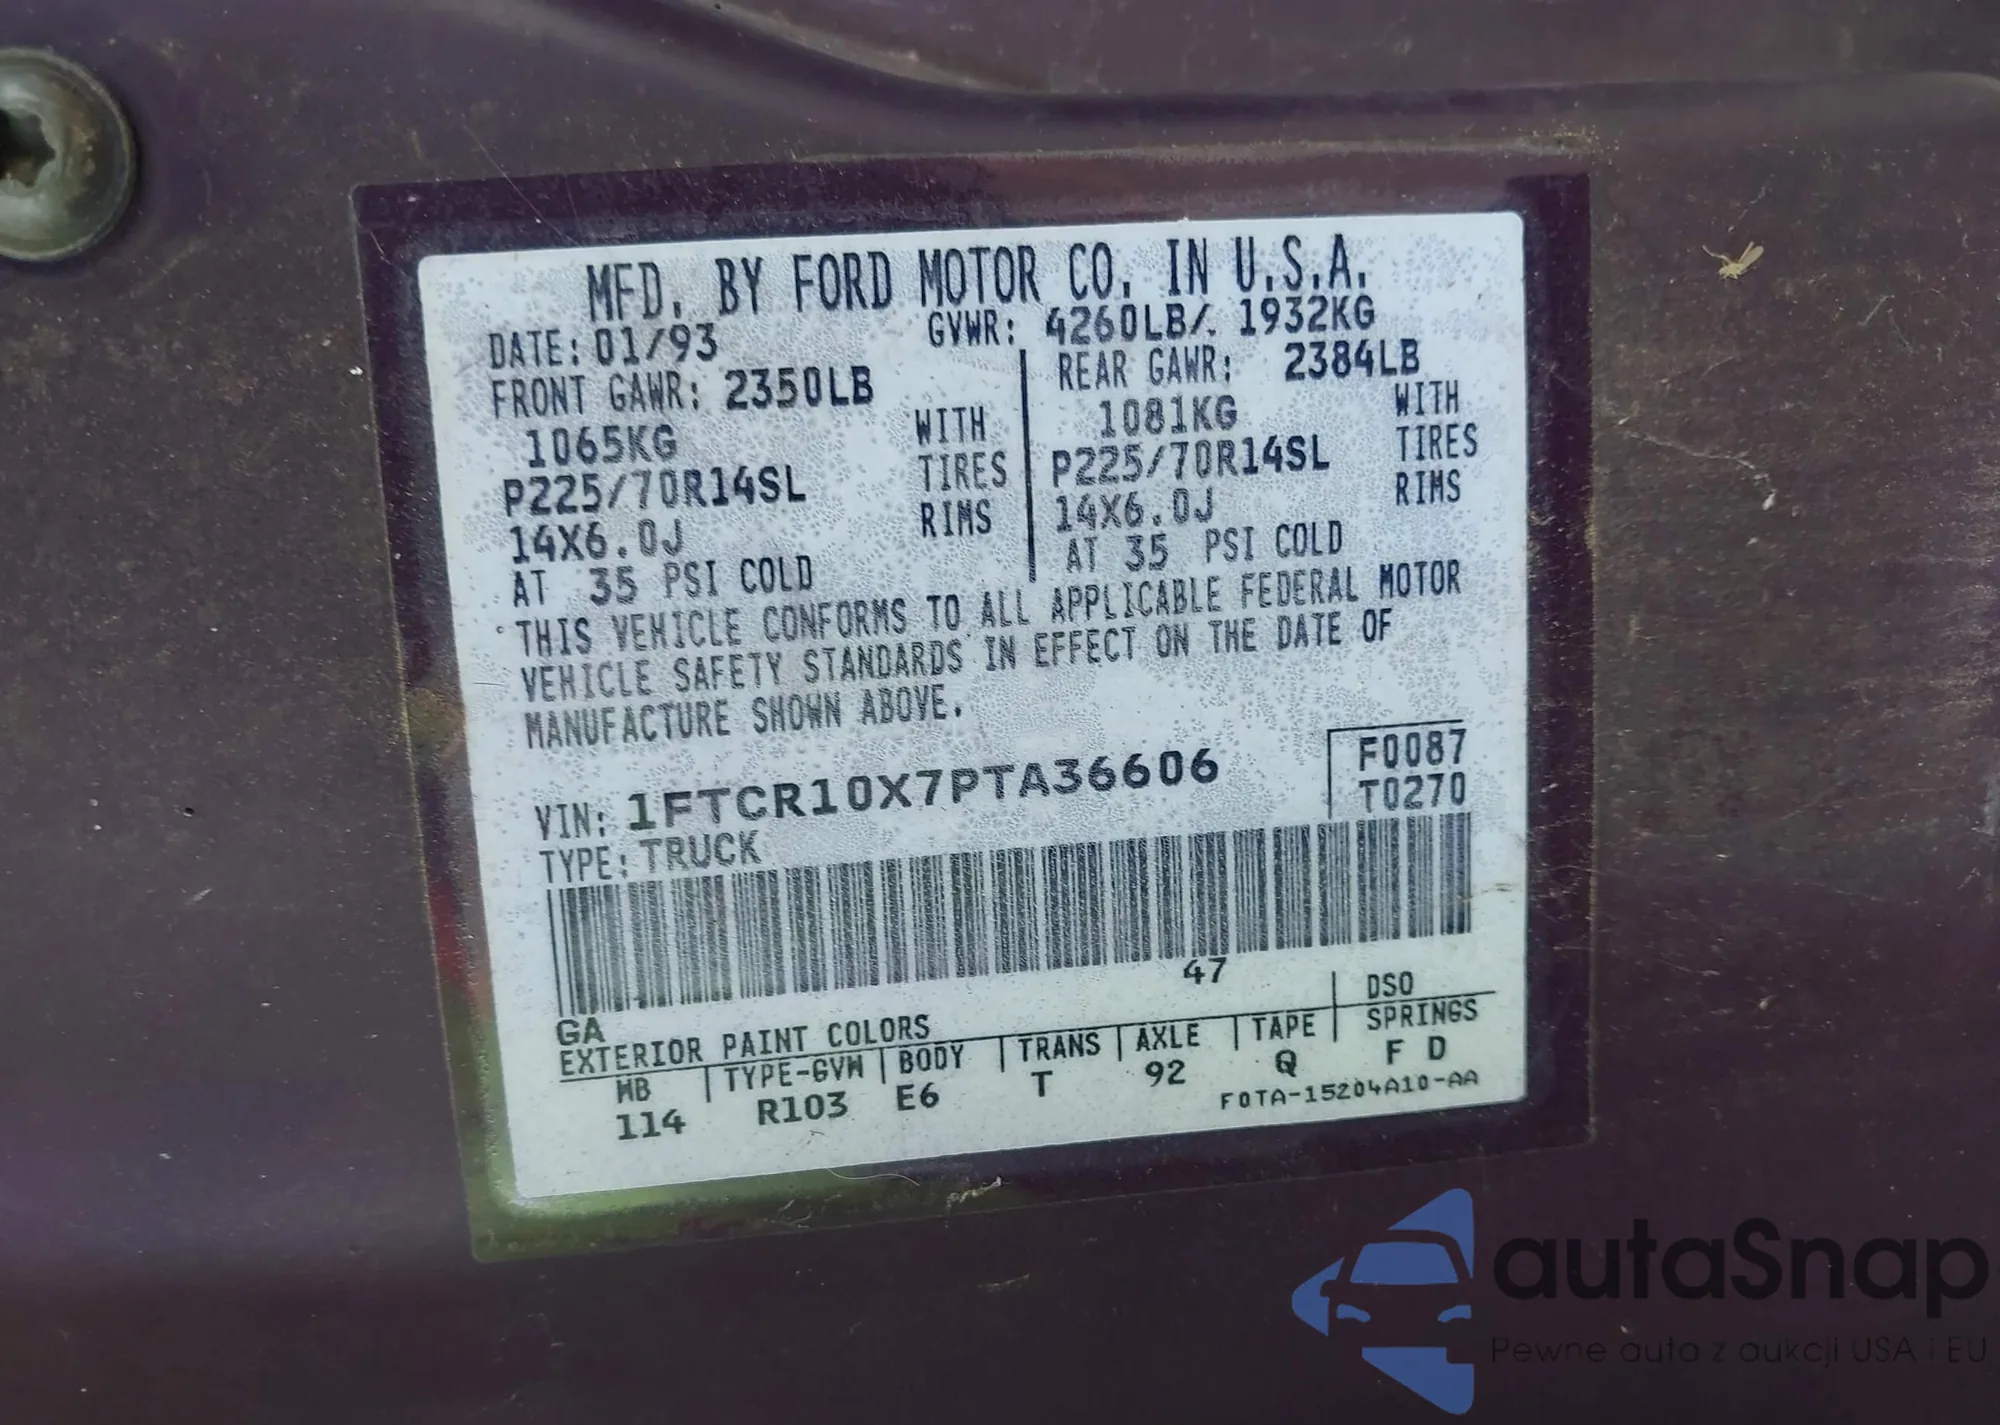 MFD. BY FORD MOTOR CO. IN U.S.A.
DATE: 01/93 GVWR: 4260LB/ 1932KG
FRONT GAWR: 2350LB REAR GAWR: 2384LB
1065KG WITH 1081KG WITH
P225/70R14SL TIRES P225/70R14SL TIRES
14X6.0J RIMS 14X6.0J RIMS
AT 35 PSI COLD AT 35 PSI COLD
THIS VEHICLE CONFORMS TO ALL APPLICABLE FEDERAL MOTOR
VEHICLE SAFETY STANDARDS IN EFFECT ON THE DATE OF
MANUFACTURE SHOWN ABOVE.
VIN: 1FTCR10X7PTA36606 F0087
TYPE: TRUCK T0270
47
GA DSO
EXTERIOR PAINT COLORS
WB TYPE-GVW BODY TRANS AXLE TAPE SPRINGS
114 R103 E6 T 92 Q F D
F0TA-15204A10-AA
autaSnap
Pewne auta z aukcji USA i EU